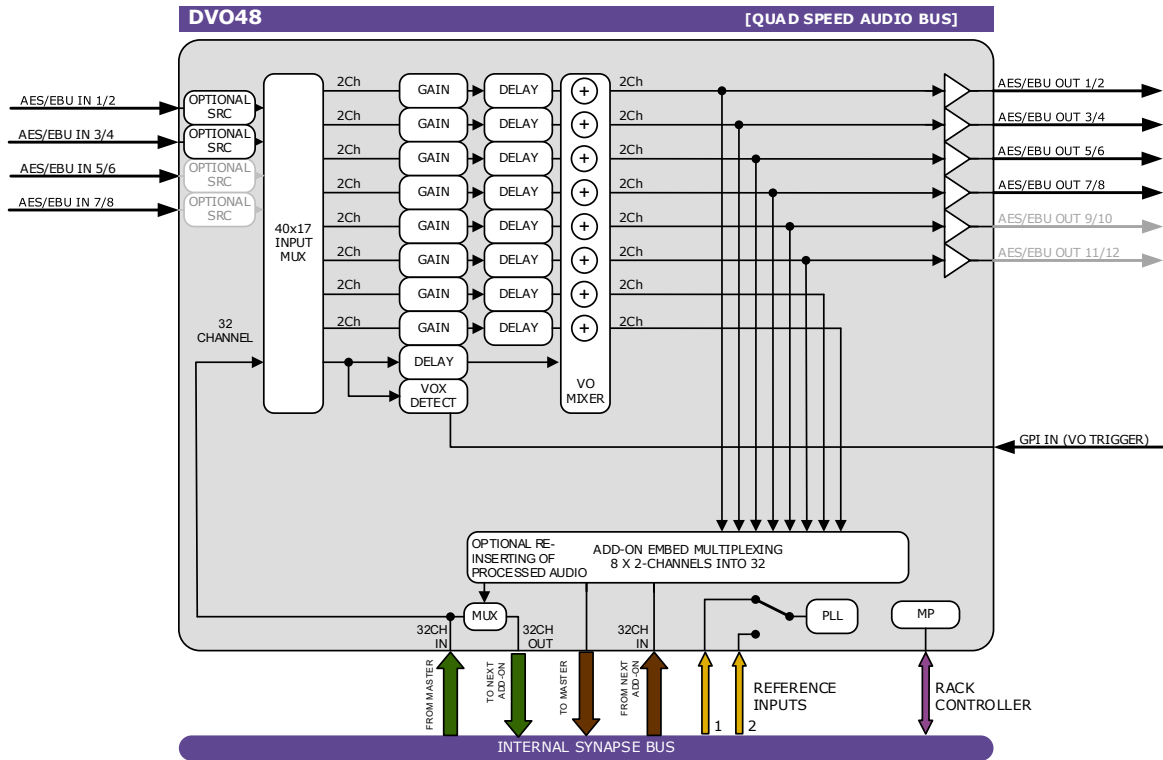 DVO48
[QUAD SPEED AUDIO BUS]
AES/EBU IN 1/2
AES/EBU IN 3/4
AES/EBU IN 5/6
AES/EBU IN 7/8
OPTIONAL
SRC
OPTIONAL
SRC
OPTIONAL
SRC
OPTIONAL
SRC
40x17
INPUT
MUX
32
CHANNEL
2Ch
GAIN
DELAY
+
2Ch
AES/EBU OUT 1/2
2Ch
GAIN
DELAY
+
2Ch
AES/EBU OUT 3/4
2Ch
GAIN
DELAY
+
2Ch
AES/EBU OUT 5/6
2Ch
GAIN
DELAY
+
2Ch
AES/EBU OUT 7/8
2Ch
GAIN
DELAY
+
2Ch
AES/EBU OUT 9/10
2Ch
GAIN
DELAY
+
2Ch
AES/EBU OUT 11/12
2Ch
GAIN
DELAY
+
2Ch
2Ch
GAIN
DELAY
+
2Ch
DELAY
VOX
DETECT
VO
MIXER
GPI IN (VO TRIGGER)
OPTIONAL RE-
INSERTING OF
PROCESSED AUDIO
ADD-ON EMBED MULTIPLEXING
8 X 2-CHANNELS INTO 32
MUX
PLL
MP
32CH
IN
32CH
OUT
32CH
IN
FROM MASTER
TO NEXT
ADD-ON
TO MASTER
FROM NEXT
ADD-ON
1
2
REFERENCE
INPUTS
RACK
CONTROLLER
INTERNAL SYNAPSE BUS